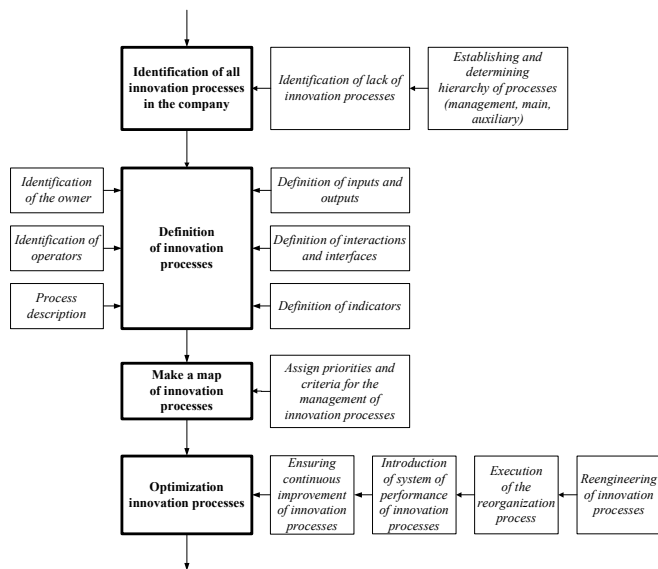 Identification of all
innovation processes
in the company
Identification of lack of
innovation processes
Establishing and
determining
hierarchy of processes
(management, main,
auxiliary)
Identification
of the owner
Definition of inputs and
outputs
Identification of
operators
Definition
of innovation
processes
Definition of interactions
and interfaces
Process
description
Definition of indicators
Make a map
of innovation
processes
Assign priorities and
criteria for the
management of
innovation processes
Optimization
innovation processes
Ensuring
continuous
improvement
of innovation
processes
Introduction
of system of
performance
of innovation
processes
Execution
of the
reorganization
process
Reengineering
of innovation
processes